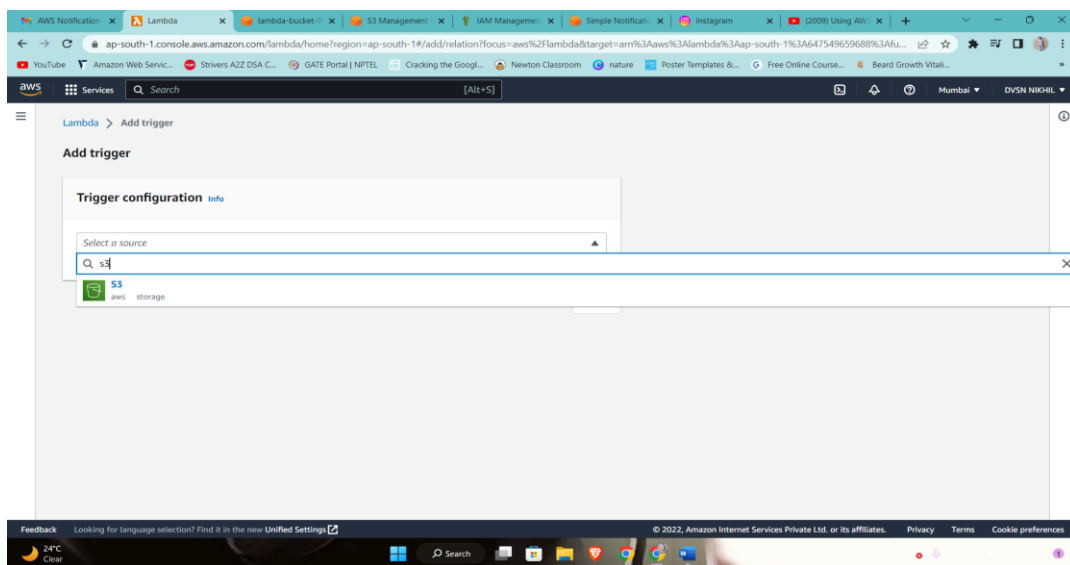 AWS Notification
Lambda
lambda-bucket-
S3 Management
IAM Managemen
Simple Notificati
Instagram
(2009) Using AW
ap-south-1.console.aws.amazon.com/lambda/home?region=ap-south-1#/add/relation?focus=aws%2Flambda&target=arn%3Aaws%3Alambda%3Aap-south-1%3A647549659688%3Afu...
YouTube Amazon Web Servic... Strivers A2Z DSA C... GATE Portal | NPTEL Cracking the Googl... Newton Classroom nature Poster Templates &... Free Online Course... Beard Growth Vitali... »
aws Services Search [Alt+S] Mumbai ▼ DVSN NIKHIL ▼
Lambda > Add trigger
Add trigger
Trigger configuration Info
Select a source
s3
S3
aws storage
Feedback Looking for language selection? Find it in the new Unified Settings © 2022, Amazon Internet Services Private Ltd. or its affiliates. Privacy Terms Cookie preferences
24°C
Clear
Search
1